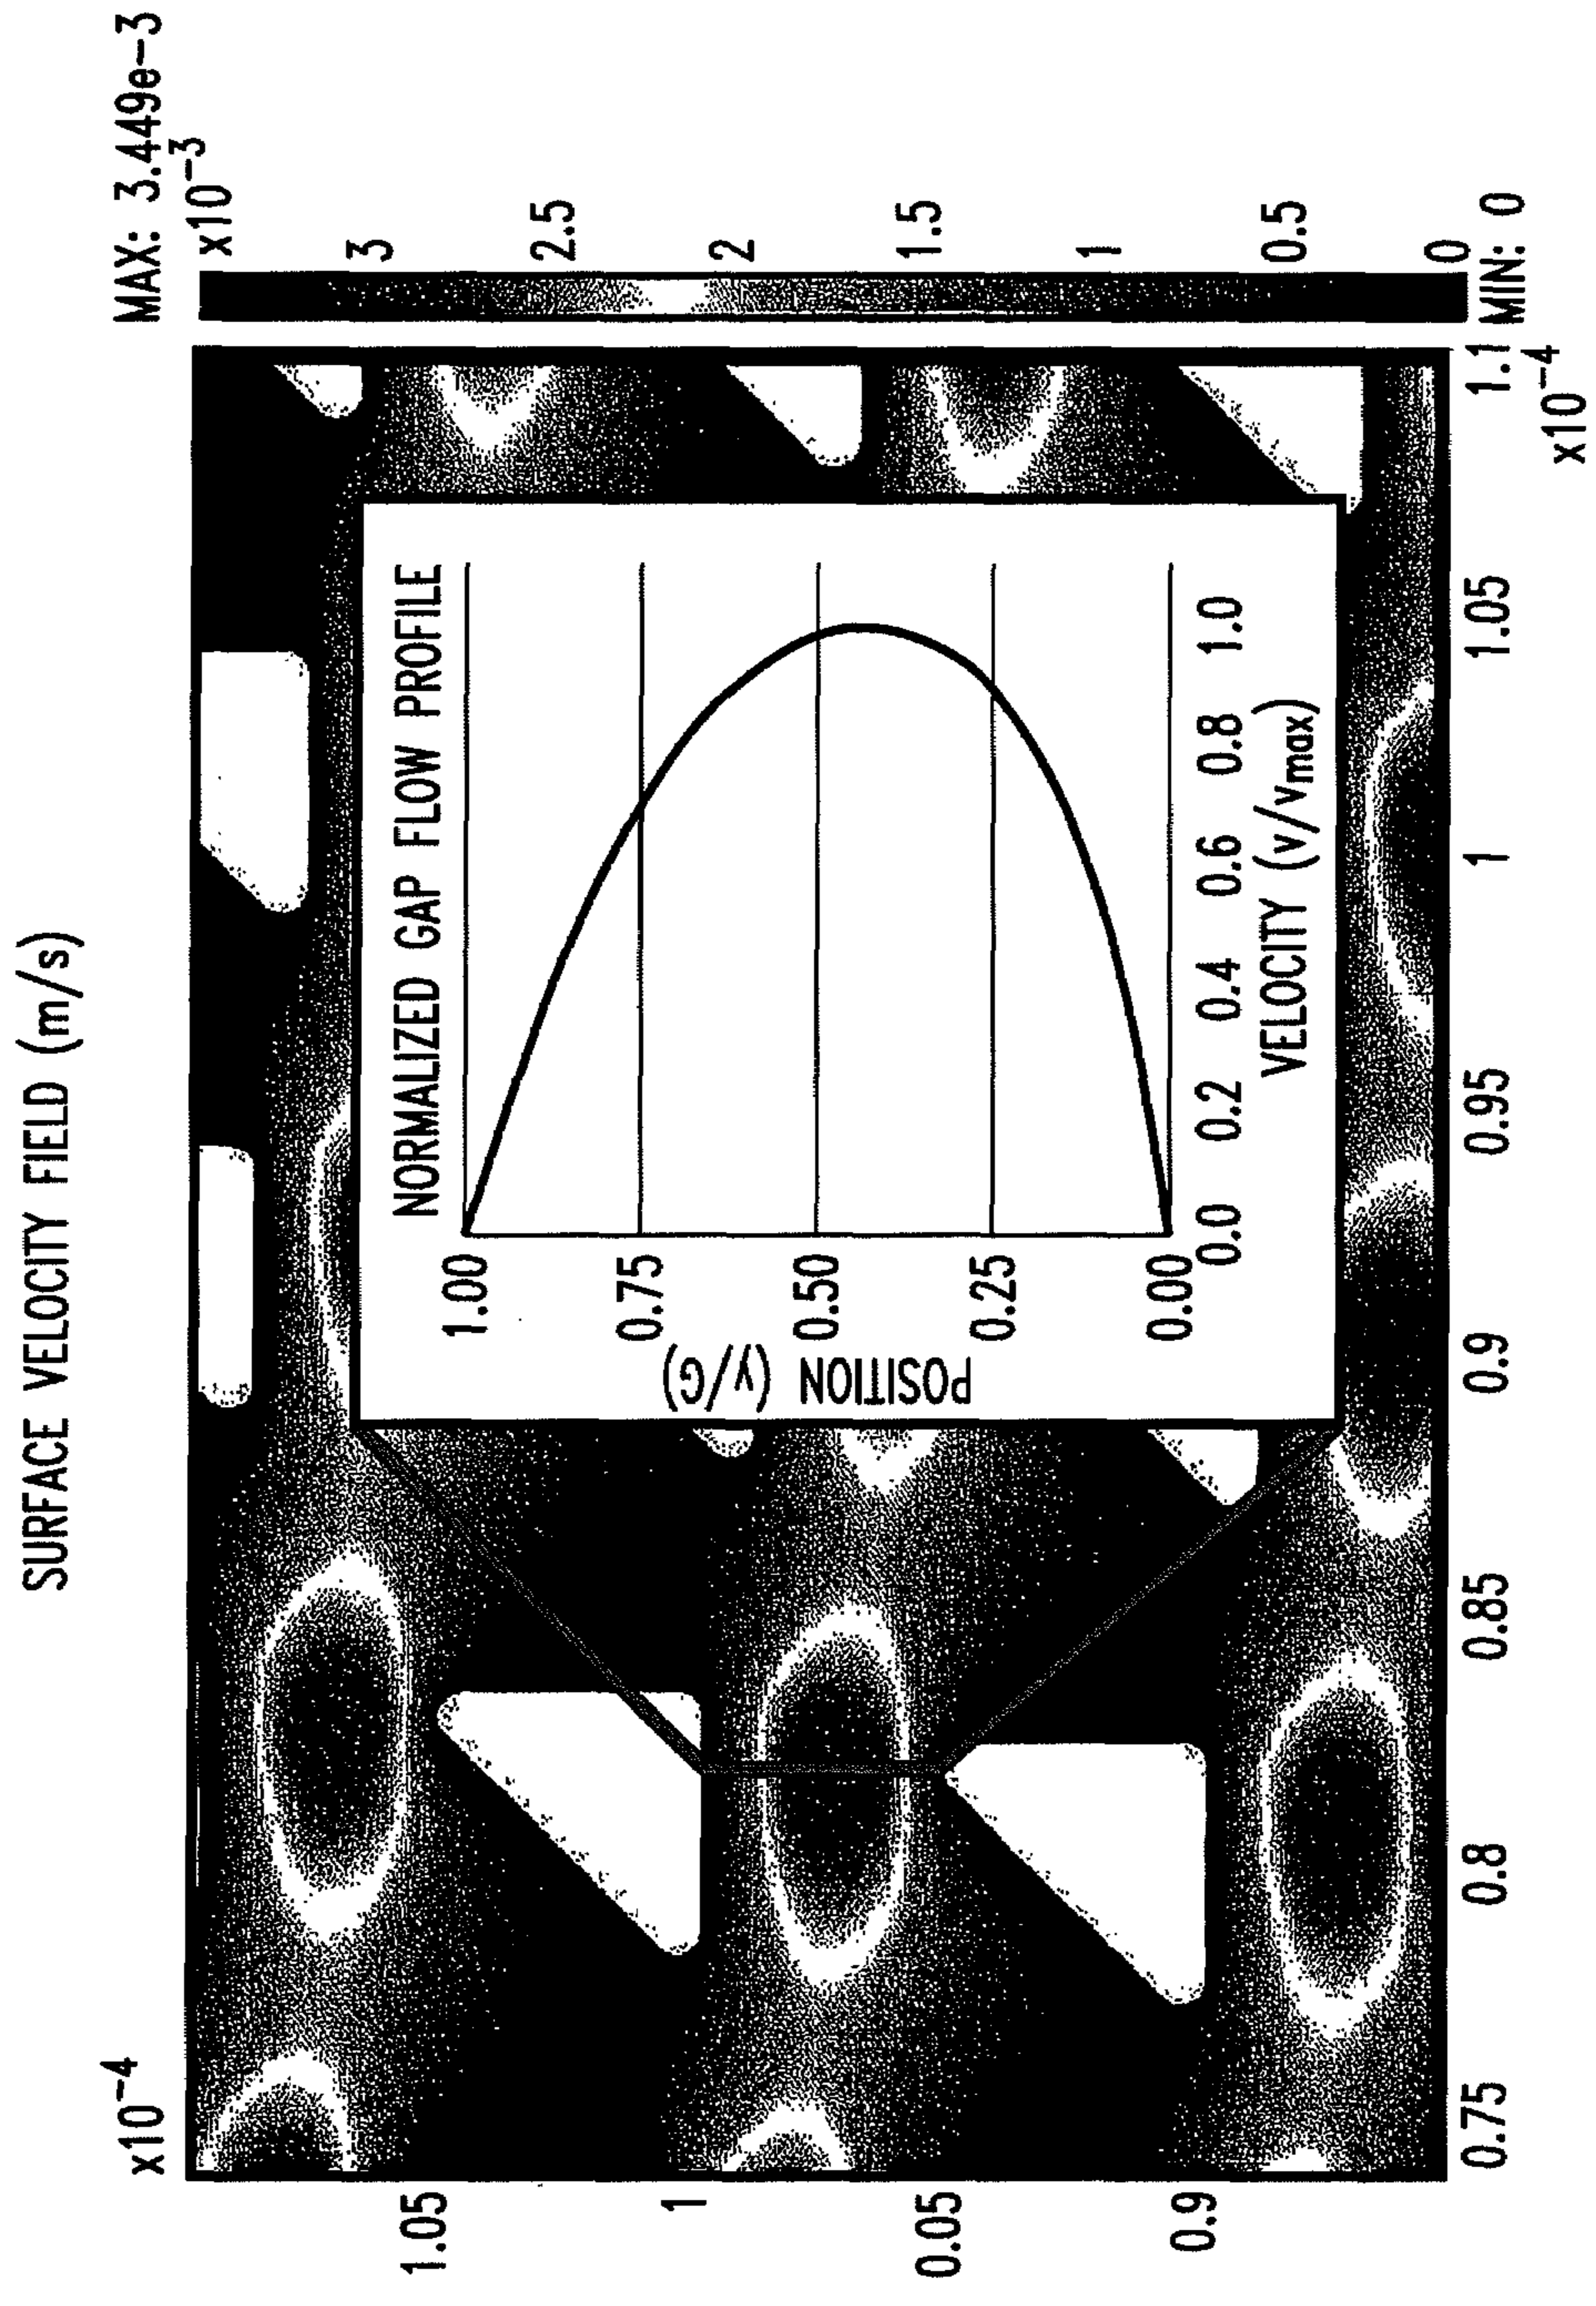 SURFACE VELOCITY FIELD (m/s)
MAX: 3.449e-3
x10-4
x10-3
1.05
1
0.05
0.9
NORMALIZED GAP FLOW PROFILE
1.00
0.75
0.50
0.25
0.00
POSITION (y/G)
0.0 0.2 0.4 0.6 0.8 1.0
VELOCITY (v/vmax)
3
2.5
2
1.5
1
0.5
0
MIN: 0
0.75 0.8 0.85 0.9 0.95 1 1.05 1.1
x10-4